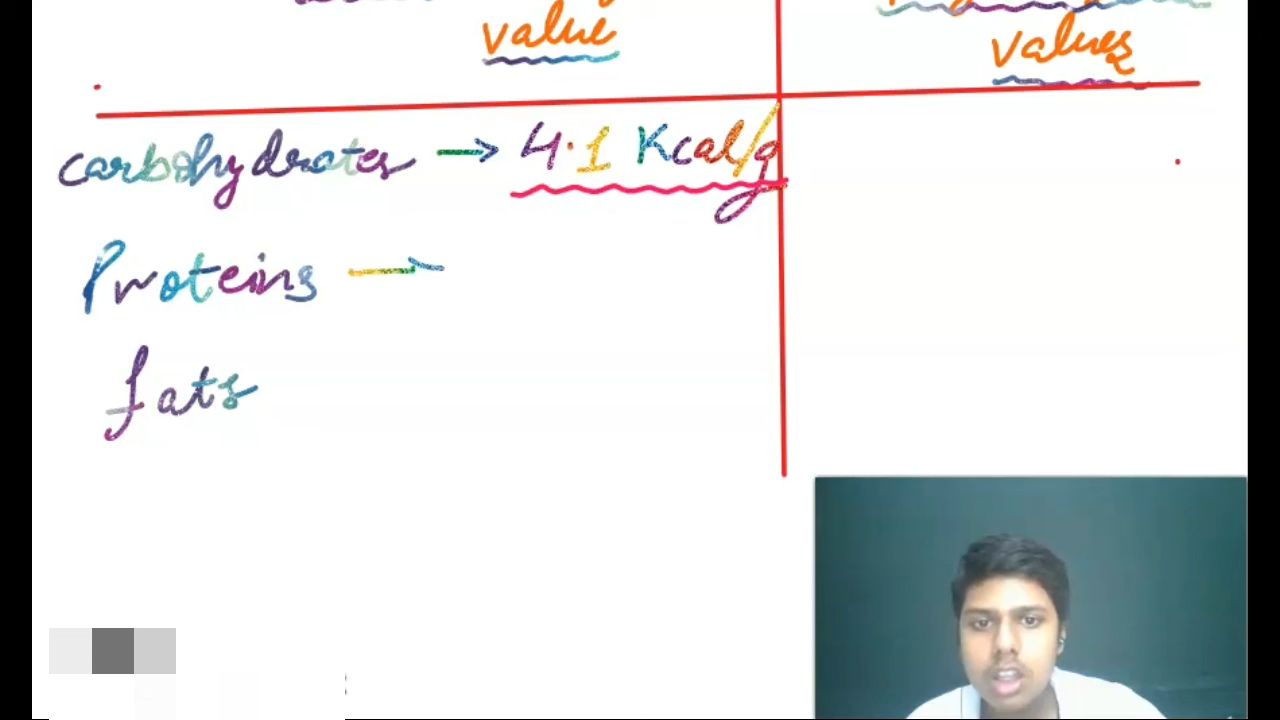 value
values
carbohydrates → 4.1 Kcal/g
Proteins →
fats